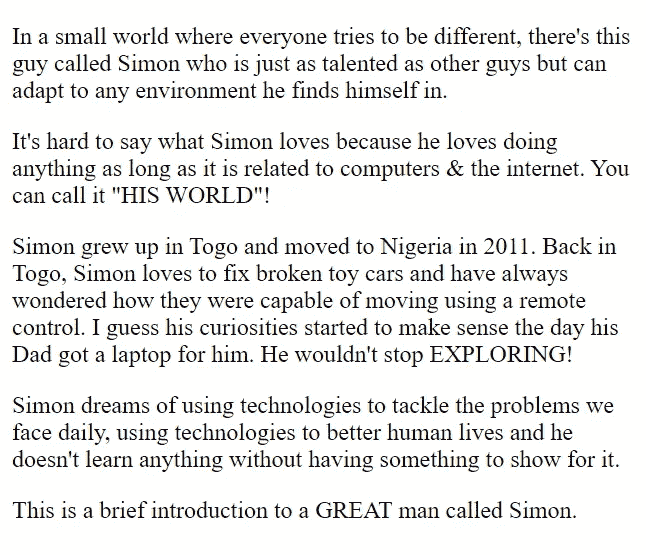 In a small world where everyone tries to be different, there's this
guy called Simon who is just as talented as other guys but can
adapt to any environment he finds himself in.
It's hard to say what Simon loves because he loves doing
anything as long as it is related to computers & the internet. You
can call it "HIS WORLD"!
Simon grew up in Togo and moved to Nigeria in 2011. Back in
Togo, Simon loves to fix broken toy cars and have always
wondered how they were capable of moving using a remote
control. I guess his curiosities started to make sense the day his
Dad got a laptop for him. He wouldn't stop EXPLORING!
Simon dreams of using technologies to tackle the problems we
face daily, using technologies to better human lives and he
doesn't learn anything without having something to show for it.
This is a brief introduction to a GREAT man called Simon.